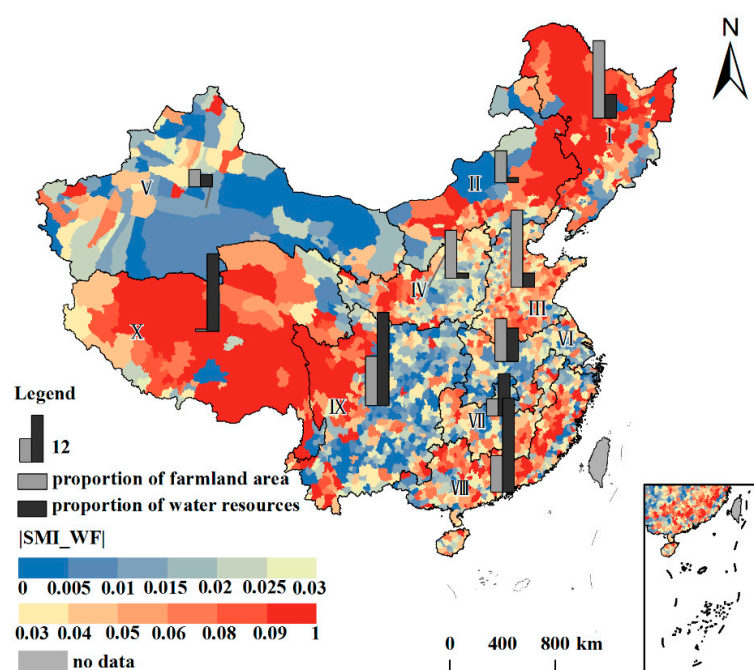 N
I
V
II
IV
III
X
VI
IX
VII
VIII
Legend
12
proportion of farmland area
proportion of water resources
|SMI_WF|
0 0.005 0.01 0.015 0.02 0.025 0.03
0.03 0.04 0.05 0.06 0.08 0.09 1
no data
0 400 800 km